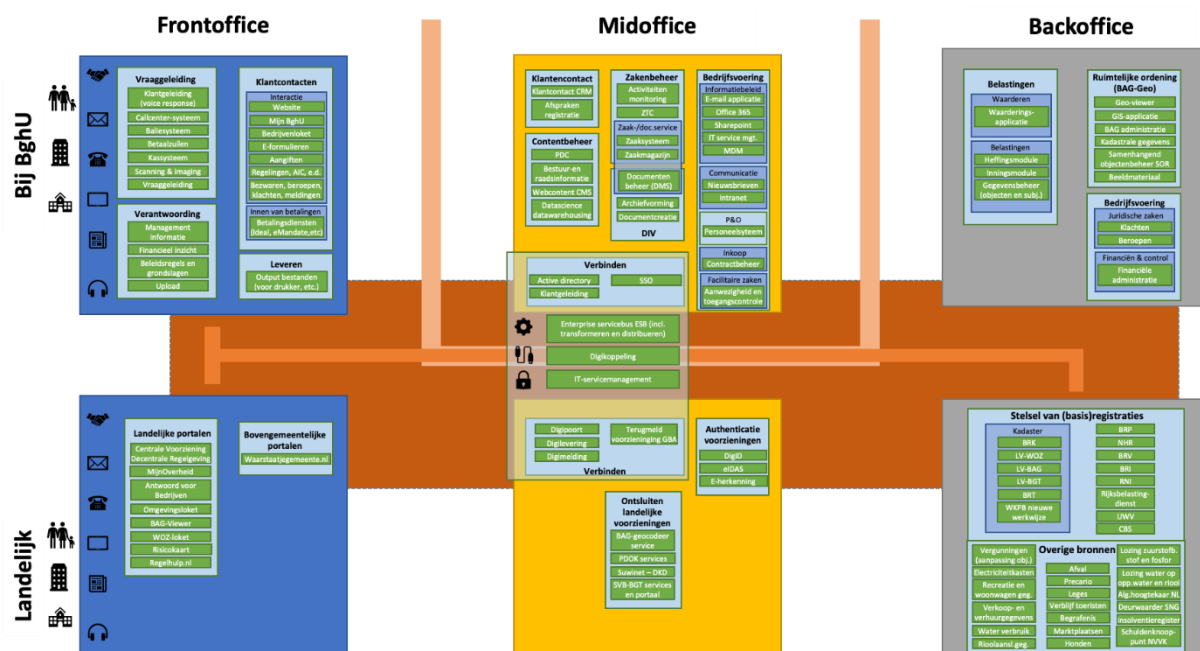 Frontoffice
Midoffice
Backoffice
Bij BghU
Vraaggeleiding
Klantgeleiding
(voice response)
Callcenter-systeem
Baliesysteem
Betaalzuilen
Kassysteem
Scanning & imaging
Vraaggeleiding
Verantwoording
Management
informatie
Financieel inzicht
Beleidsregels en
grondslagen
Upload
Klantcontacten
Interactie
Website
Mijn BghU
Bedrijvenloket
E-formulieren
Aangiften
Regelingen, AIC, e.d.
Bezwaren, beroepen,
klachten, meldingen
Innen van betalingen
Betalingsdiensten
(Ideal, eMandate,etc)
Leveren
Output bestanden
(voor drukker, etc.)
Klantencontact
Klantcontact CRM
Afspraken
registratie
Contentbeheer
PDC
Bestuur-en
raadsinformatie
Webcontent CMS
Datascience
datawarehousing
Zakenbeheer
Activiteiten
monitoring
ZTC
Zaak-/doc.service
Zaaksysteem
Zaakmagazijn
Documenten
beheer (DMS)
Archiefvorming
Documentcreatie
DIV
Bedrijfsvoering
Informatiebeleid
E-mail applicatie
Office 365
Sharepoint
IT service mgt.
MDM
Communicatie
Nieuwsbrieven
Intranet
P&O
Personeelsyteem
Inkoop
Contractbeheer
Facilitaire zaken
Aanwezigheid en
toegangscontrole
Verbinden
Active directory
SSO
Klantgeleiding
Enterprise servicebus ESB (incl.
transformeren en distribueren)
Digikoppeling
IT-servicemanagement
Belastingen
Waarderen
Waarderings-
applicatie
Belastingen
Heffingsmodule
Inningsmodule
Gegevensbeheer
(objecten en subj.)
Ruimtelijke ordening
(BAG-Geo)
Geo-viewer
GIS-applicatie
BAG administratie
Kadastrale gegevens
Samenhangend
objectenbeheer SOR
Beeldmateriaal
Bedrijfsvoering
Juridische zaken
Klachten
Beroepen
Financiën & control
Financiële
administratie
Landelijk
Landelijke portalen
Centrale Voorziening
Decentrale Regelgeving
MijnOverheid
Antwoord voor
Bedrijven
Omgevingsloket
BAG-Viewer
WOZ-loket
Risicokaart
Regelhulp.nl
Bovengemeentelijke
portalen
Waarstaatjegemeente.nl
Digipoort
Digilevering
Digimelding
Terugmeld
voorzieninging GBA
Verbinden
Authenticatie
voorzieningen
DigiD
eIDAS
E-herkenning
Ontsluiten
landelijke
voorzieningen
BAG-geocodeer
service
PDOK services
Suwinet – DKD
SVB-BGT services
en portaal
Stelsel van (basis)registraties
Kadaster
BRK
LV-WOZ
LV-BAG
LV-BGT
BRT
WKPB nieuwe
werkwijze
BRP
NHR
BRV
BRI
RNI
Rijksbelasting-
dienst
UWV
CBS
Overige bronnen
Vergunningen
(aanpassing obj.)
Electriciteitkasten
Recreatie en
woonwagen geg.
Verkoop- en
verhuurgegevens
Water verbruik
Rioolaansl.geg.
Afval
Precario
Leges
Verblijf toeristen
Begrafenis
Marktplaatsen
Honden
Lozing zuurstofb.
stof en fosfor
Lozing water op
opp.water en riool
Alg.hoogtekaar NL
Deurwaarder SNG
Insolventieregister
Schuldenknoop-
punt NVVK